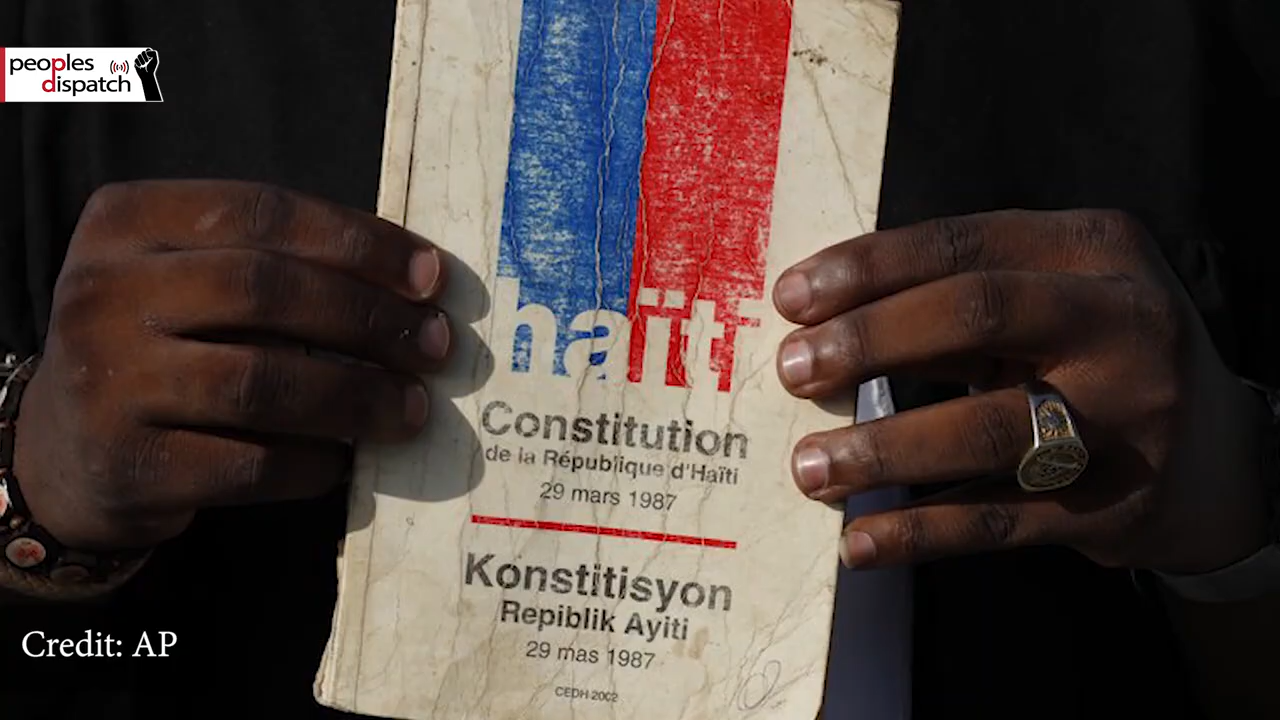 peoples
dispatch
haïti
Constitution
de la République d'Haïti
29 mars 1987
Konstitisyon
Repiblik Ayiti
29 mas 1987
CEDH 2002
Credit: AP